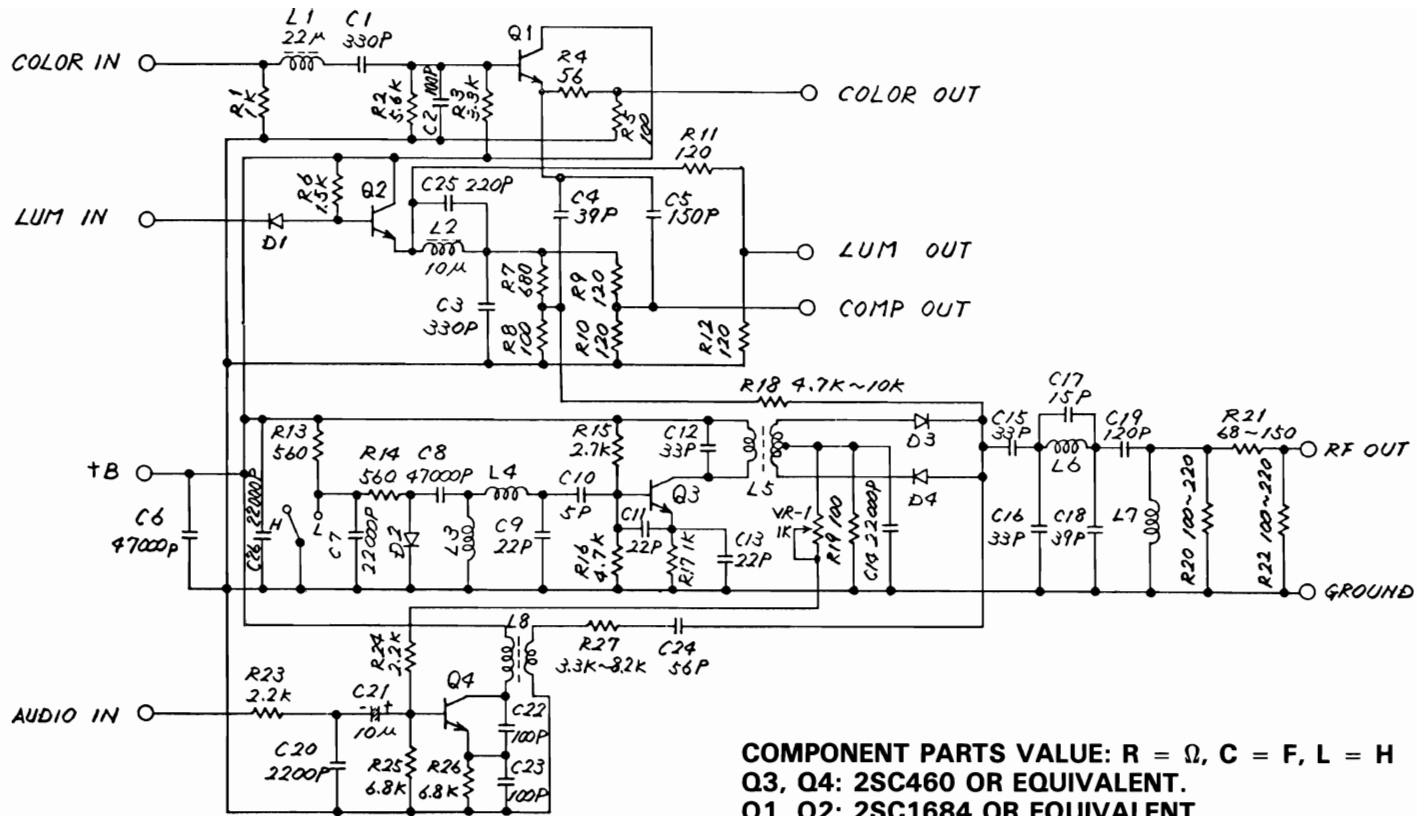 L1
22μ
C1
330P
Q1
COLOR IN
R1
1K
R2
5.6K
C2
100P
R3
3.9K
R4
56
R5
100
COLOR OUT
R11
120
R6
1.5K
Q2
C25 220P
C4
39P
C5
150P
LUM IN
D1
L2
10μ
LUM OUT
C3
330P
R7
680
R9
120
COMP OUT
R8
100
R10
120
R12
120
R18 4.7K~10K
C17
15P
R13
560
R14
560
C8
47000P
L4
C10
5P
R15
2.7K
C12
33P
L5
D3
C15
33P
L6
C19
120P
R21
68~150
RF OUT
+B
Q3
D4
C6
47000P
C26 22000P
H
L
C7
22000P
D2
L3
C9
22P
C11
22P
R16
4.7K
R17 1K
C13
22P
VR-1
1K
R19 100
C14 22000P
C16
33P
C18
39P
L7
R20 100~220
R22 100~220
GROUND
L8
R24
2.2K
R27
3.3K~8.2K
C24
56P
R23
2.2K
C21
- +
10μ
Q4
AUDIO IN
C20
2200P
R25
6.8K
R26
6.8K
C22
100P
C23
100P
COMPONENT PARTS VALUE: R = Ω, C = F, L = H
Q3, Q4: 2SC460 OR EQUIVALENT.
Q1, Q2: 2SC1684 OR EQUIVALENT